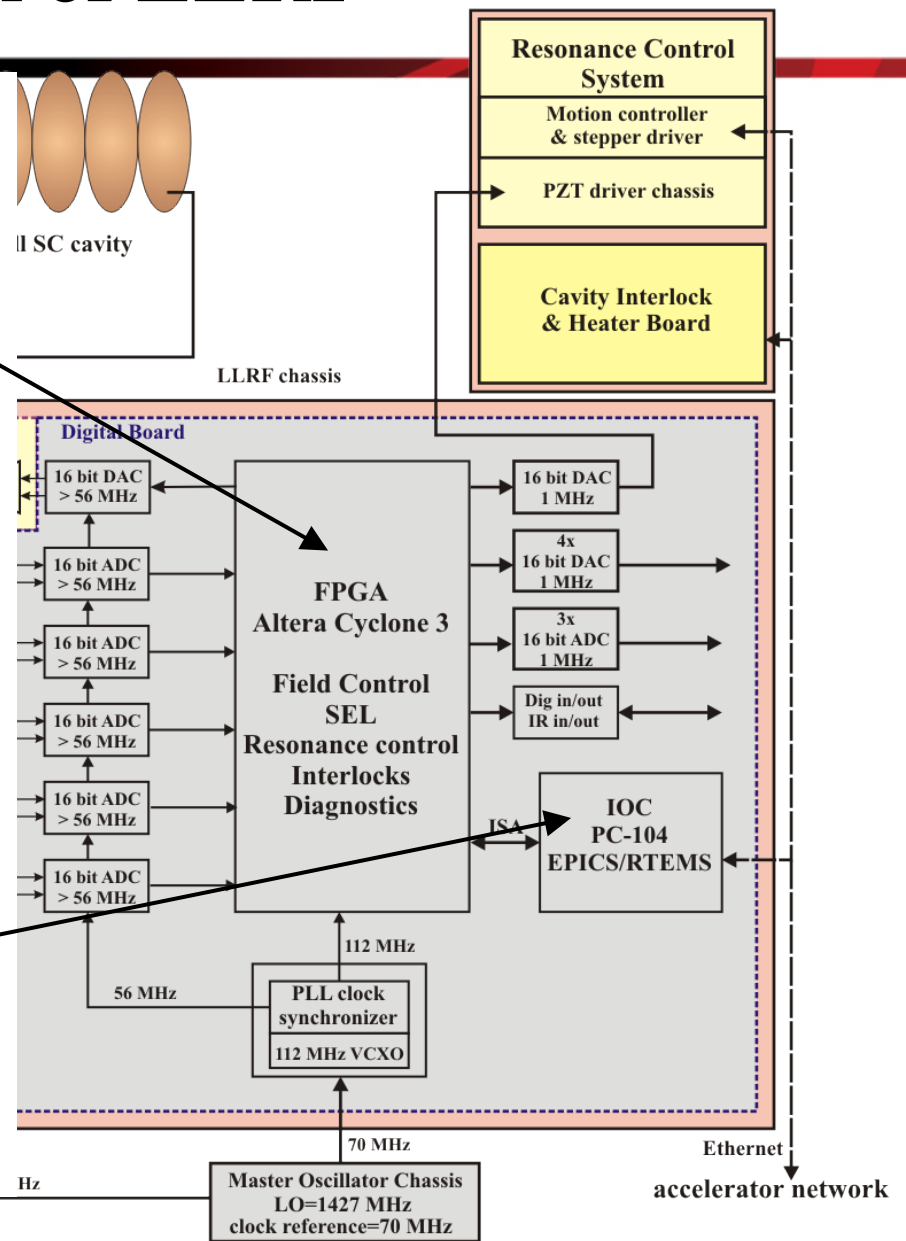 Resonance Control
System
Motion controller
& stepper driver
PZT driver chassis
ll SC cavity
Cavity Interlock
& Heater Board
LLRF chassis
Digital Board
16 bit DAC
> 56 MHz
16 bit DAC
1 MHz
16 bit ADC
> 56 MHz
4x
16 bit DAC
1 MHz
FPGA
Altera Cyclone 3
Field Control
SEL
Resonance control
Interlocks
Diagnostics
16 bit ADC
> 56 MHz
3x
16 bit ADC
1 MHz
16 bit ADC
> 56 MHz
Dig in/out
IR in/out
16 bit ADC
> 56 MHz
ISA
IOC
PC-104
EPICS/RTEMS
16 bit ADC
> 56 MHz
112 MHz
56 MHz
PLL clock
synchronizer
112 MHz VCXO
70 MHz
Ethernet
Hz
Master Oscillator Chassis
LO=1427 MHz
clock reference=70 MHz
accelerator network